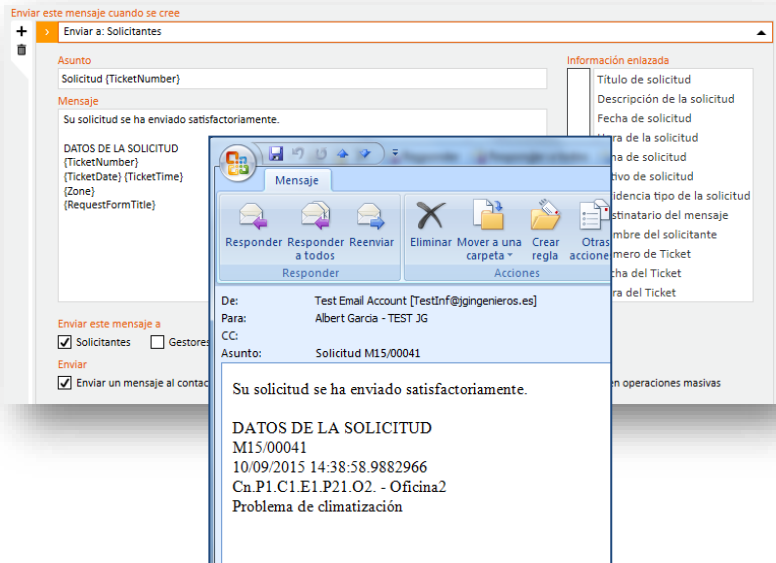 Enviar este mensaje cuando se cree
Enviar a: Solicitantes
Asunto
Solicitud {TicketNumber}
Mensaje
Su solicitud se ha enviado satisfactoriamente.
DATOS DE LA SOLICITUD
{TicketNumber}
{TicketDate} {TicketTime}
{Zone}
{RequestFormTitle}
Información enlazada
Título de solicitud
Descripción de la solicitud
Fecha de solicitud
de la solicitud
de solicitud
de solicitud
tipo de la solicitud
del mensaje
del solicitante
de Ticket
del Ticket
del Ticket
Enviar este mensaje a
Solicitantes
Gestores
Enviar
Enviar un mensaje al
en operaciones masivas
Mensaje
Responder
Responder a todos
Reenviar
Responder
Eliminar
Mover a una carpeta
Crear regla
Otras
Acciones
De: Test Email Account [TestInf@jgingenieros.es]
Para: Albert Garcia - TEST JG
CC:
Asunto: Solicitud M15/00041
Su solicitud se ha enviado satisfactoriamente.
DATOS DE LA SOLICITUD
M15/00041
10/09/2015 14:38:58.9882966
Cn.P1.C1.E1.P21.O2. - Oficina2
Problema de climatización